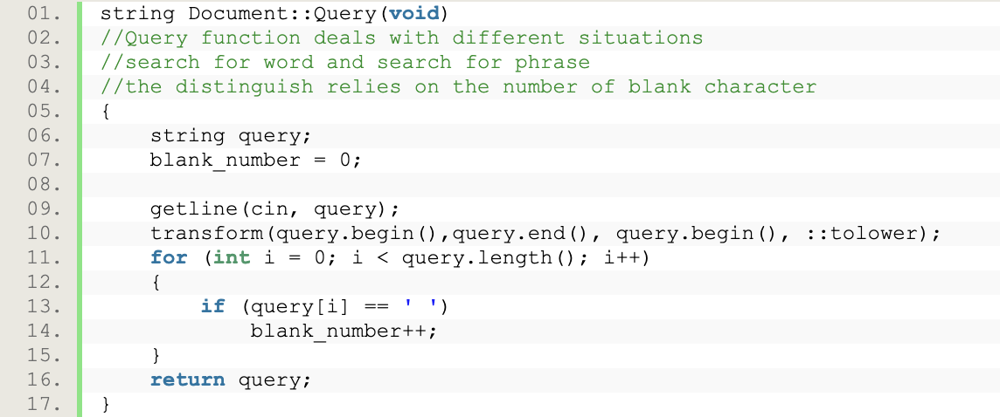 01. string Document::Query(void)
02. //Query function deals with different situations
03. //search for word and search for phrase
04. //the distinguish relies on the number of blank character
05. {
06.     string query;
07.     blank_number = 0;
08.
09.     getline(cin, query);
10.     transform(query.begin(),query.end(), query.begin(), ::tolower);
11.     for (int i = 0; i < query.length(); i++)
12.     {
13.         if (query[i] == ' ')
14.             blank_number++;
15.     }
16.     return query;
17. }